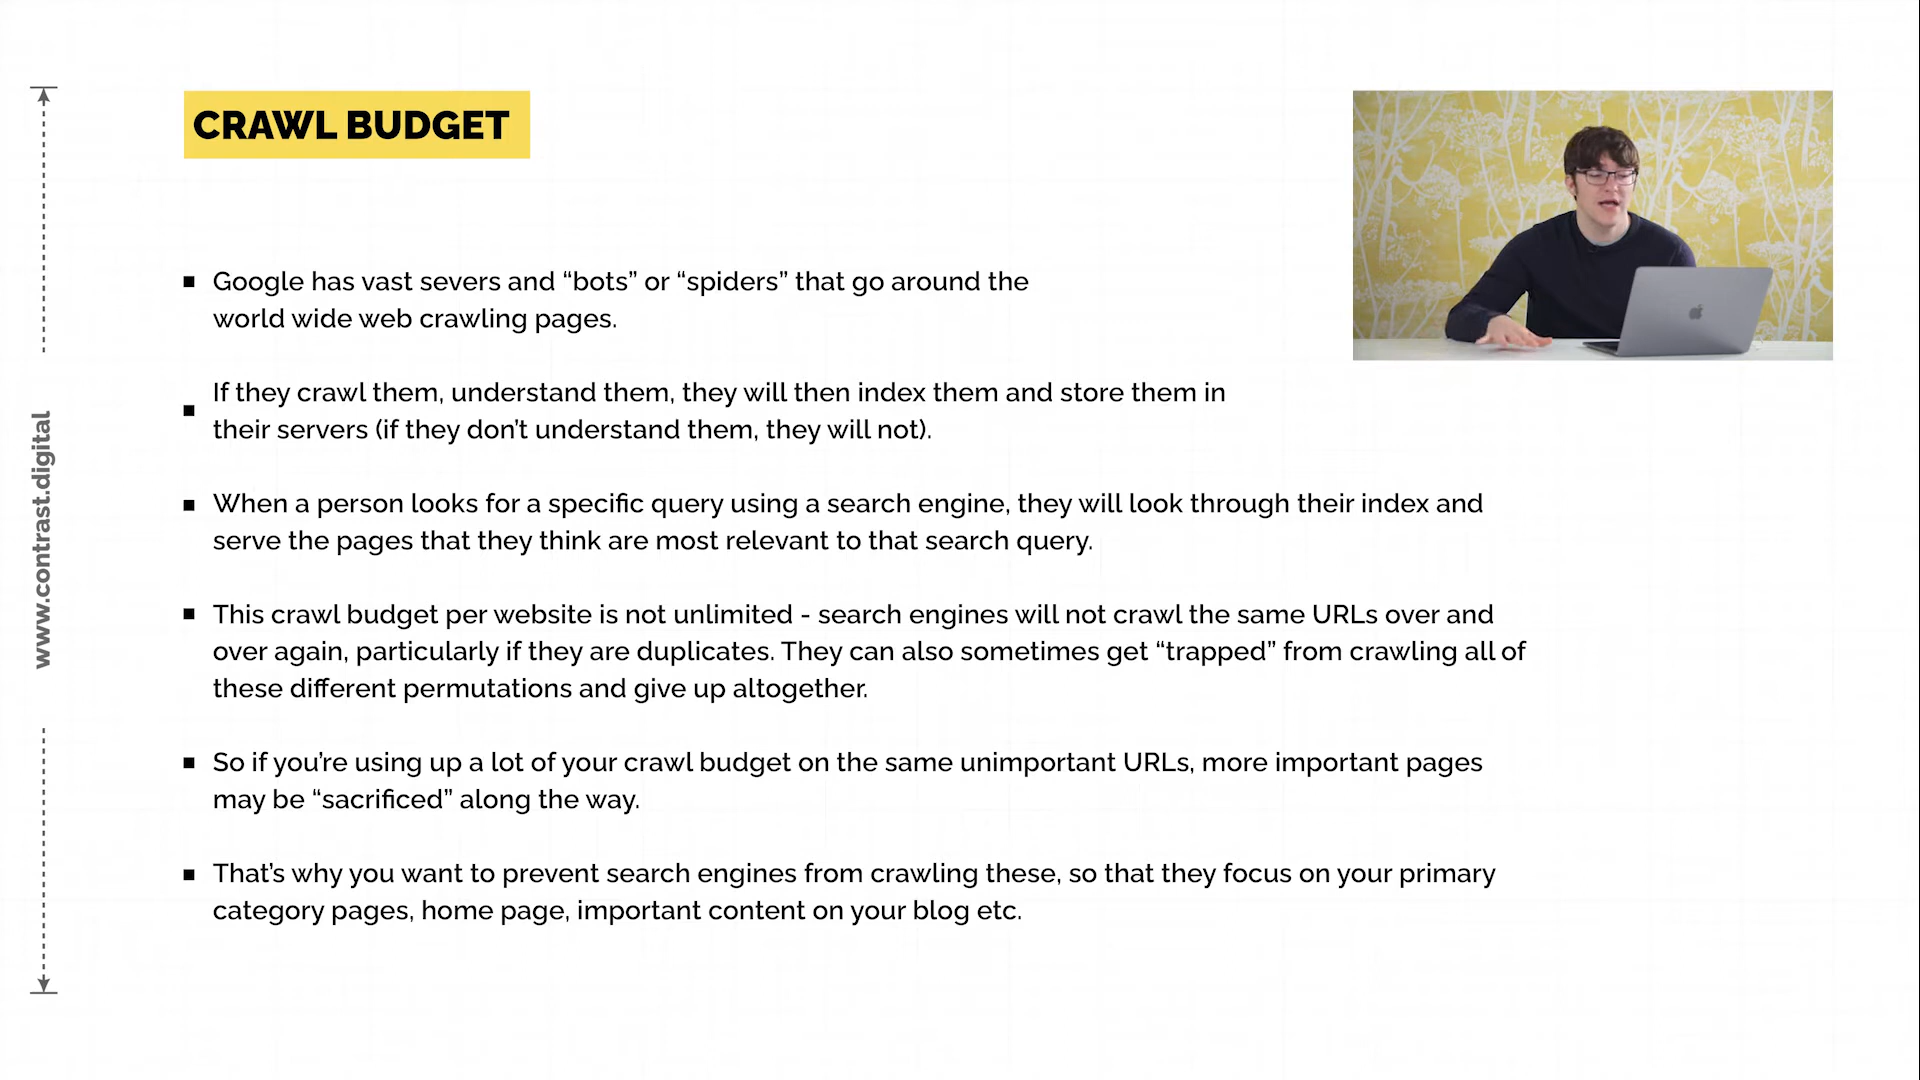 CRAWL BUDGET
Google has vast severs and “bots” or “spiders” that go around the
world wide web crawling pages.
If they crawl them, understand them, they will then index them and store them in
their servers (if they don’t understand them, they will not).
When a person looks for a specific query using a search engine, they will look through their index and
serve the pages that they think are most relevant to that search query.
This crawl budget per website is not unlimited - search engines will not crawl the same URLs over and
over again, particularly if they are duplicates. They can also sometimes get “trapped” from crawling all of
these different permutations and give up altogether.
So if you’re using up a lot of your crawl budget on the same unimportant URLs, more important pages
may be “sacrificed” along the way.
That’s why you want to prevent search engines from crawling these, so that they focus on your primary
category pages, home page, important content on your blog etc.
www.contrast.digital